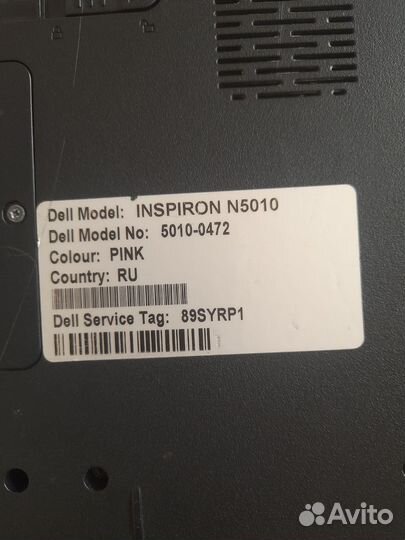 Dell Model: INSPIRON N5010
Dell Model No: 5010-0472
Colour: PINK
Country: RU
Dell Service Tag: 89SYRP1
Avito